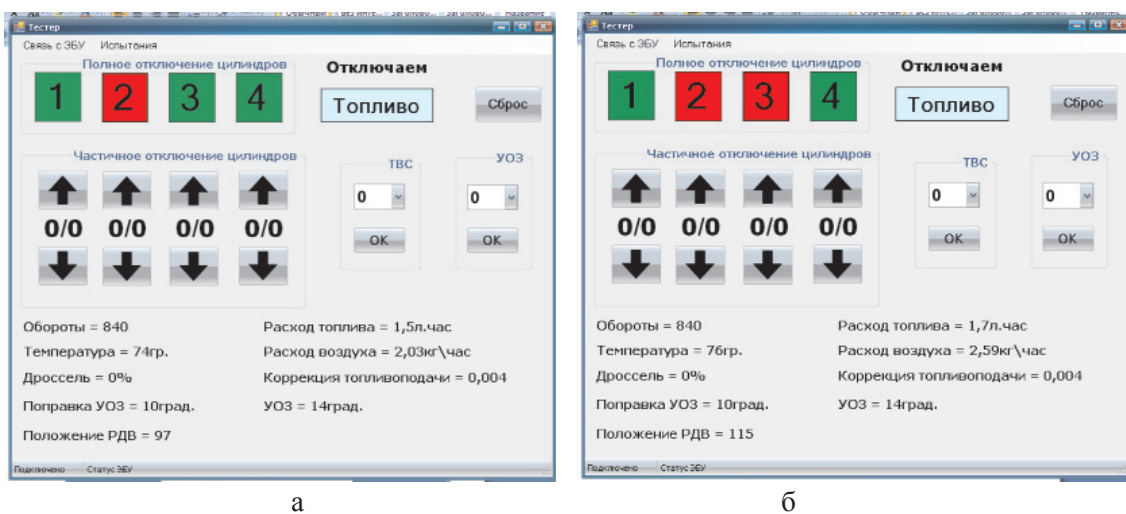 Тестер
Связь с ЭБУ Испытания
Полное отключение цилиндров
Отключаем
1 2 3 4
Топливо
Сброс
Частичное отключение цилиндров
ТВС
УОЗ
0
0
0/0 0/0 0/0 0/0
OK
OK
Обороты = 840
Расход топлива = 1,5л.час
Температура = 74гр.
Расход воздуха = 2,03кг\час
Дроссель = 0%
Коррекция топливоподачи = 0,004
Поправка УОЗ = 10град.
УОЗ = 14град.
Положение РДВ = 97
Подключено Статус ЭБУ
а
Тестер
Связь с ЭБУ Испытания
Полное отключение цилиндров
Отключаем
1 2 3 4
Топливо
Сброс
Частичное отключение цилиндров
ТВС
УОЗ
0
0
0/0 0/0 0/0 0/0
OK
OK
Обороты = 840
Расход топлива = 1,7л.час
Температура = 76гр.
Расход воздуха = 2,59кг\час
Дроссель = 0%
Коррекция топливоподачи = 0,004
Поправка УОЗ = 10град.
УОЗ = 14град.
Положение РДВ = 115
Подключено Статус ЭБУ
б